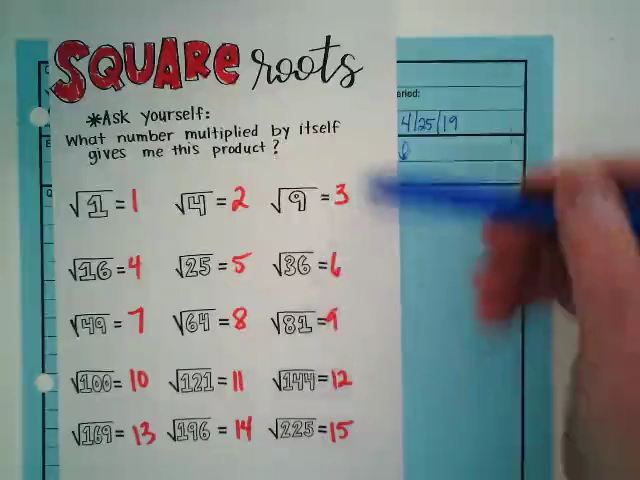 SQUARE roots
*Ask yourself:
What number multiplied by itself
gives me this product?
√1 = 1 √4 = 2 √9 = 3
√16 = 4 √25 = 5 √36 = 6
√49 = 7 √64 = 8 √81 = 9
√100 = 10 √121 = 11 √144 = 12
√169 = 13 √196 = 14 √225 = 15
eriod:
4/25/19